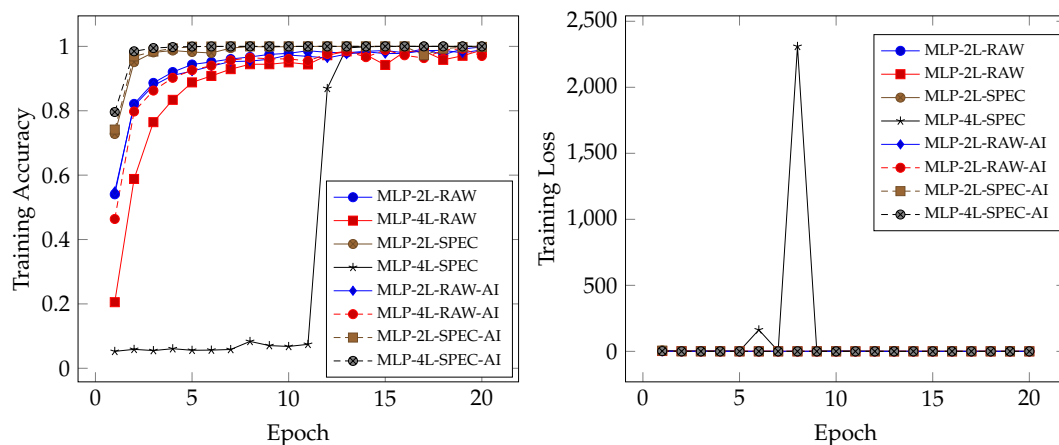 Training Accuracy
1
0.8
0.6
0.4
0.2
0
0
5
10
15
20
Epoch
MLP-2L-RAW
MLP-4L-RAW
MLP-2L-SPEC
MLP-4L-SPEC
MLP-2L-RAW-AI
MLP-4L-RAW-AI
MLP-2L-SPEC-AI
MLP-4L-SPEC-AI
Training Loss
2,500
2,000
1,500
1,000
500
0
0
5
10
15
20
Epoch
MLP-2L-RAW
MLP-2L-RAW
MLP-2L-SPEC
MLP-4L-SPEC
MLP-2L-RAW-AI
MLP-2L-RAW-AI
MLP-2L-SPEC-AI
MLP-4L-SPEC-AI